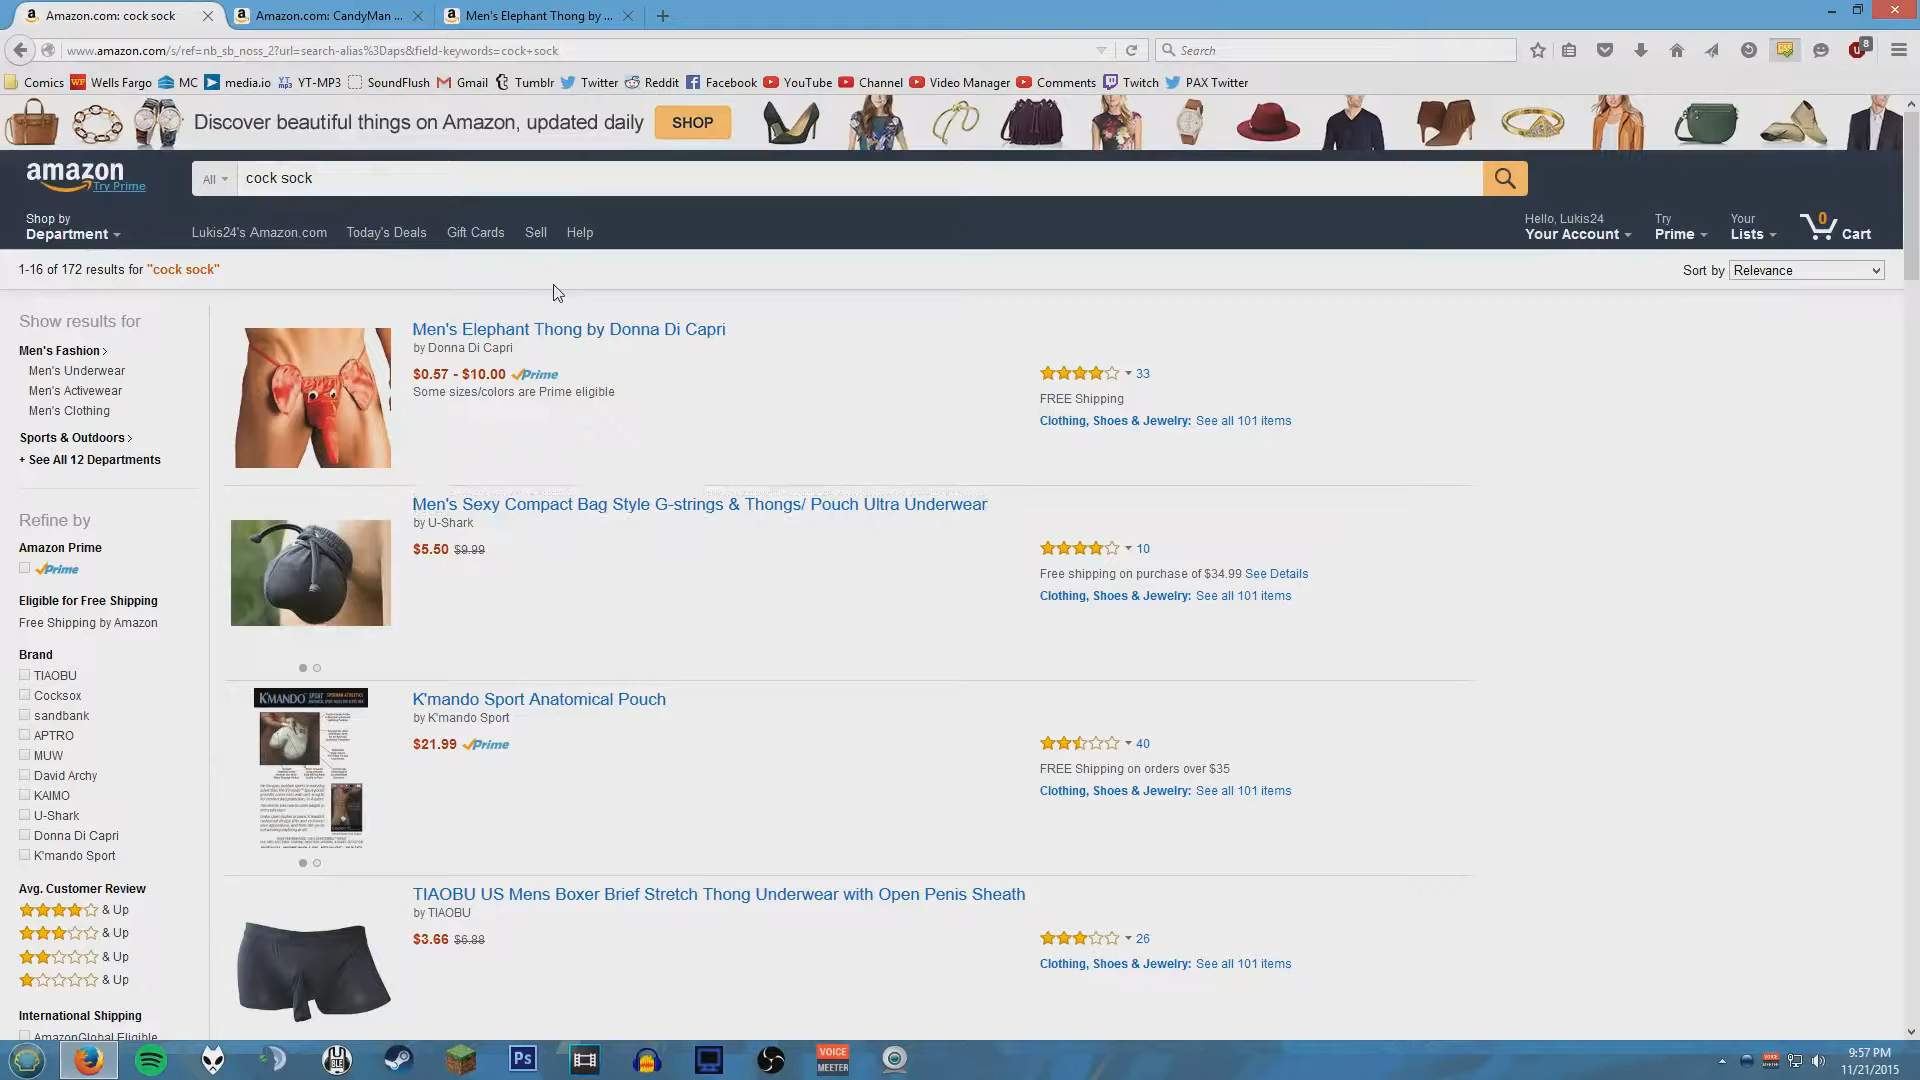 Amazon.com: cock sock
Amazon.com: CandyMan ...
Men's Elephant Thong by ...
www.amazon.com/s/ref=nb_sb_noss_2?url=search-alias%3Daps&field-keywords=cock+sock
Search
8
Comics
Wells Fargo
MC
media.io
YT-MP3
SoundFlush
Gmail
Tumblr
Twitter
Reddit
Facebook
YouTube
Channel
Video Manager
Comments
Twitch
PAX Twitter
Discover beautiful things on Amazon, updated daily
SHOP
amazon
Try Prime
All
cock sock
Shop by
Department
Lukis24's Amazon.com
Today's Deals
Gift Cards
Sell
Help
Hello, Lukis24
Your Account
Try
Prime
Your
Lists
0
Cart
1-16 of 172 results for "cock sock"
Sort by
Relevance
Show results for
Men's Fashion
Men's Underwear
Men's Activewear
Men's Clothing
Sports & Outdoors
+ See All 12 Departments
Refine by
Amazon Prime
Prime
Eligible for Free Shipping
Free Shipping by Amazon
Brand
TIAOBU
Cocksox
sandbank
APTRO
MUW
David Archy
KAIMO
U-Shark
Donna Di Capri
K'mando Sport
Avg. Customer Review
& Up
& Up
& Up
& Up
International Shipping
AmazonGlobal Eligible
Men's Elephant Thong by Donna Di Capri
by Donna Di Capri
$0.57 - $10.00 Prime
Some sizes/colors are Prime eligible
33
FREE Shipping
Clothing, Shoes & Jewelry: See all 101 items
Men's Sexy Compact Bag Style G-strings & Thongs/ Pouch Ultra Underwear
by U-Shark
$5.50 $9.99
10
Free shipping on purchase of $34.99 See Details
Clothing, Shoes & Jewelry: See all 101 items
K'MANDO SPORT
K'mando Sport Anatomical Pouch
by K'mando Sport
$21.99 Prime
40
FREE Shipping on orders over $35
Clothing, Shoes & Jewelry: See all 101 items
TIAOBU US Mens Boxer Brief Stretch Thong Underwear with Open Penis Sheath
by TIAOBU
$3.66 $6.88
26
Clothing, Shoes & Jewelry: See all 101 items
Ps
VOICE
MEETER
9:57 PM
11/21/2015